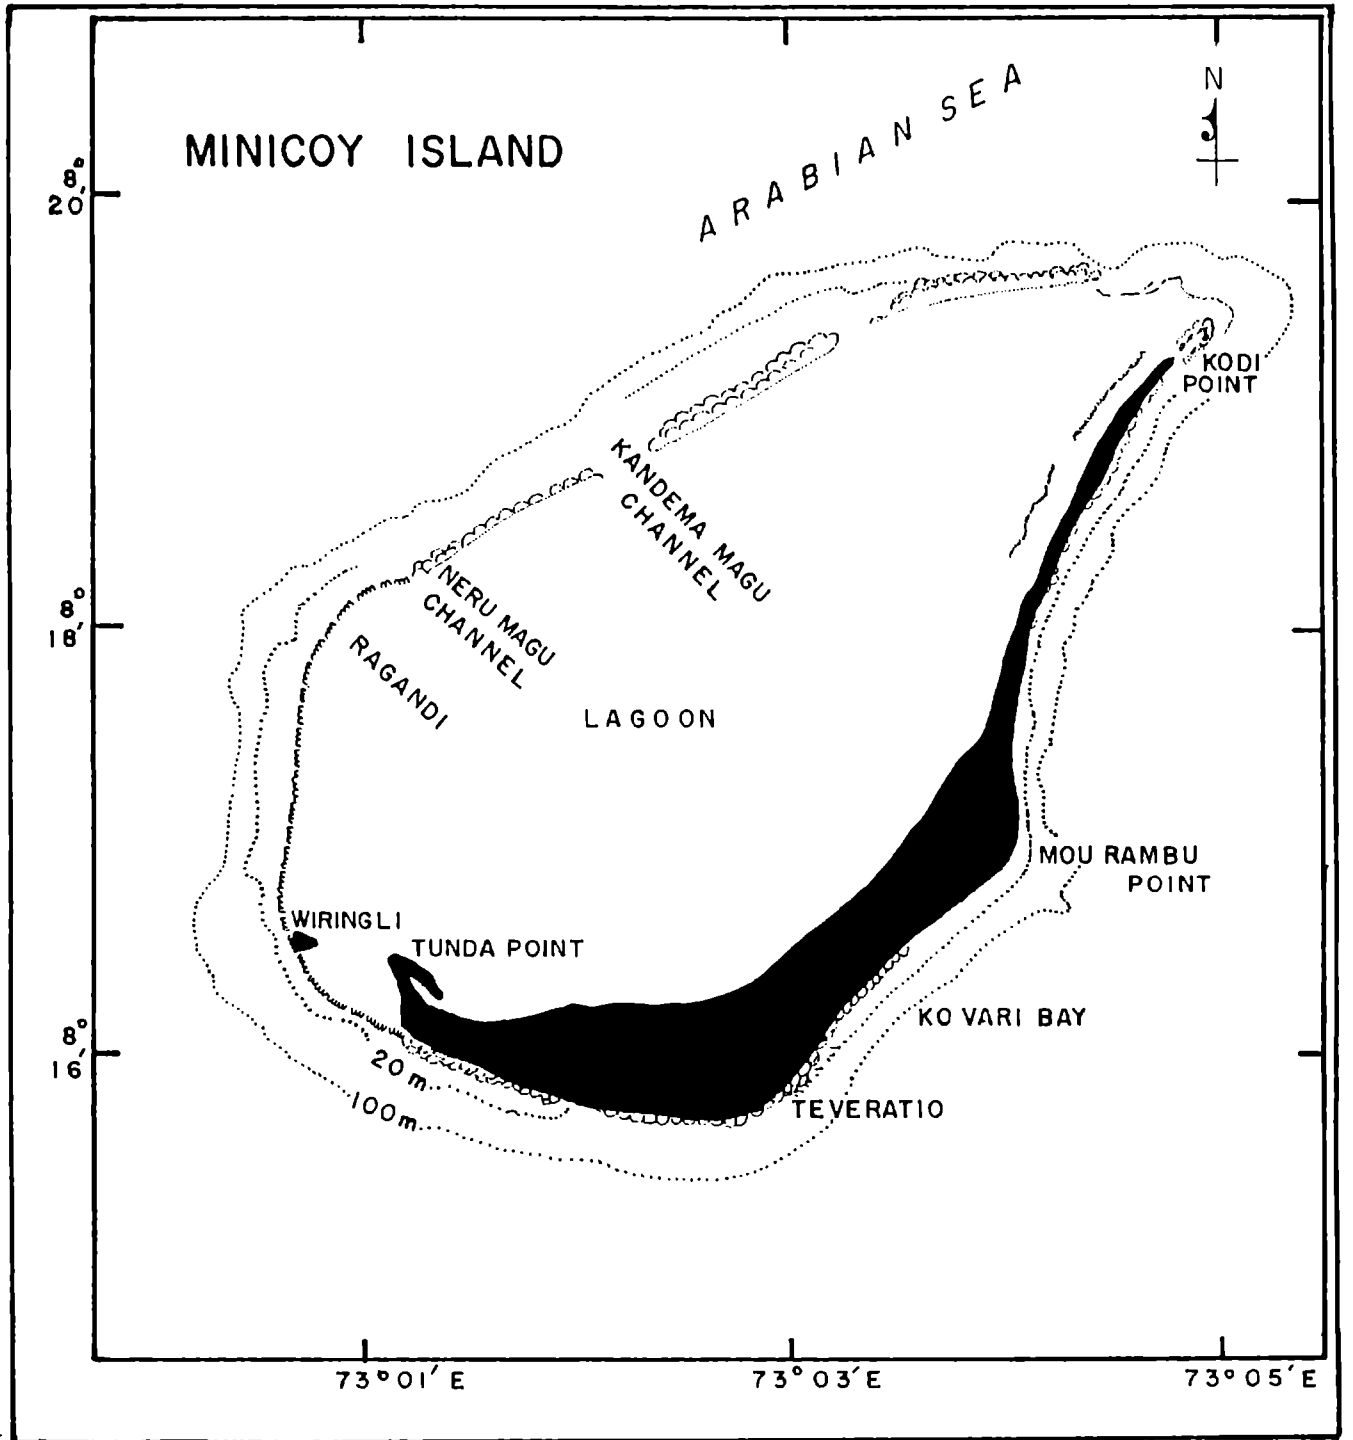 N
ARABIAN SEA
MINICOY ISLAND
8°
20'
KODI
POINT
KANDEMA MAGU
CHANNEL
NERU MAGU
CHANNEL
8°
18'
RAGANDI
LAGOON
MOU RAMBU
POINT
WIRINGLI
TUNDA POINT
KO VARI BAY
8°
16'
20 m
100 m
TEVERATIO
73° 01' E
73° 03' E
73° 05' E